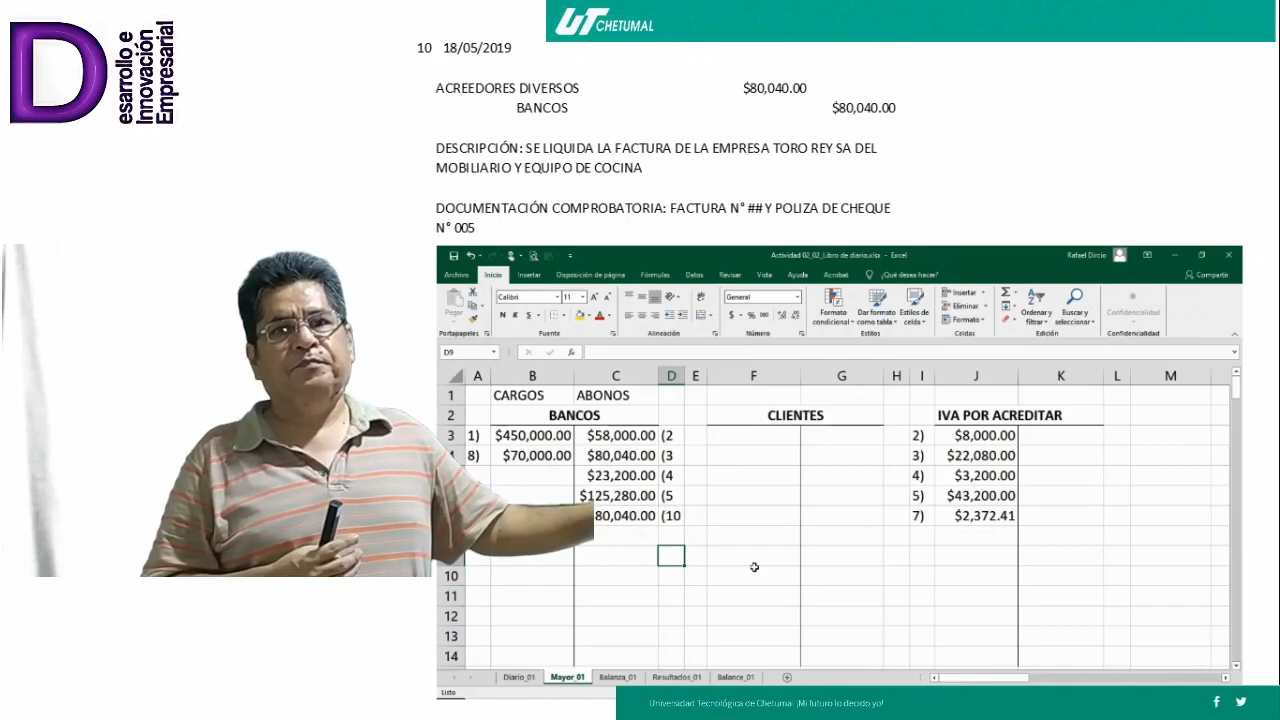 D
esarrollo e
Innovación
Empresarial
UT CHETUMAL
10 18/05/2019
ACREEDORES DIVERSOS $80,040.00
BANCOS $80,040.00
DESCRIPCIÓN: SE LIQUIDA LA FACTURA DE LA EMPRESA TORO REY SA DEL
MOBILIARIO Y EQUIPO DE COCINA
DOCUMENTACIÓN COMPROBATORIA: FACTURA N° ## Y POLIZA DE CHEQUE
N° 005
Actividad 02_02_Libro de diario.xlsx - Excel Rafael Dircio
Archivo Inicio Insertar Disposición de página Fórmulas Datos Revisar Vista Ayuda Acrobat ¿Qué desea hacer? Compartir
Pegar Calibri 11 General Formato condicional Dar formato como tabla Estilos de celda Insertar Eliminar Formato Ordenar y filtrar Buscar y seleccionar Confidencialidad
N K S $ % 000
Portapapeles Fuente Alineación Número Estilos Celdas Edición Confidencialidad
D9 fx
A B C D E F G H I J K L M
1 CARGOS ABONOS
2 BANCOS CLIENTES IVA POR ACREDITAR
3 1) $450,000.00 $58,000.00 (2 2) $8,000.00
8) $70,000.00 $80,040.00 (3 3) $22,080.00
$23,200.00 (4 4) $3,200.00
$125,280.00 (5 5) $43,200.00
80,040.00 (10 7) $2,372.41
10
11
12
13
14
Diario_01 Mayor_01 Balanza_01 Resultados_01 Balance_01
Listo
Universidad Tecnológica de Chetumal ¡Mi futuro lo decido yo!